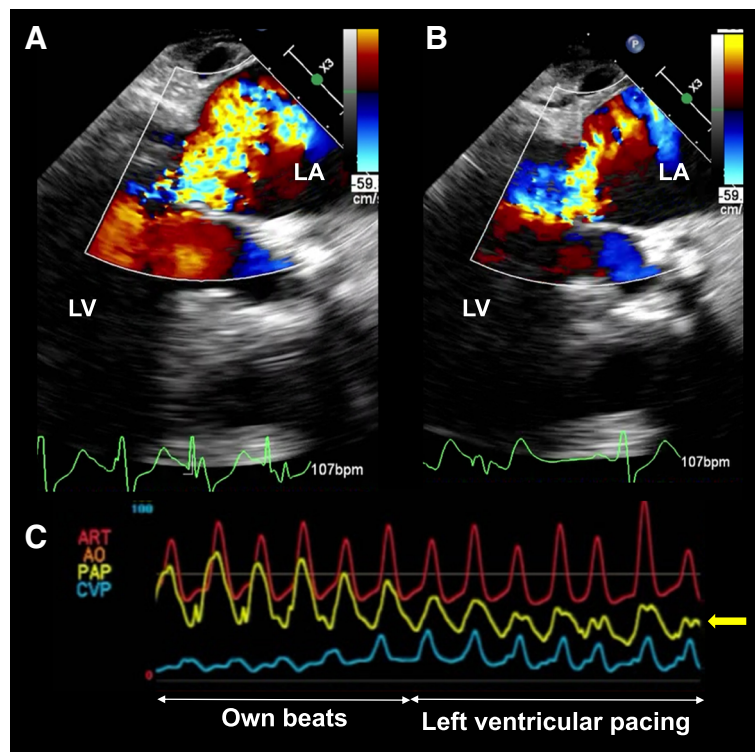 A
X3
LA
-59.
cm/s
LV
107bpm
B
P
X3
LA
-59.
cm/
LV
107bpm
C
100
ART
AO
PAP
CVP
0
Own beats
Left ventricular pacing